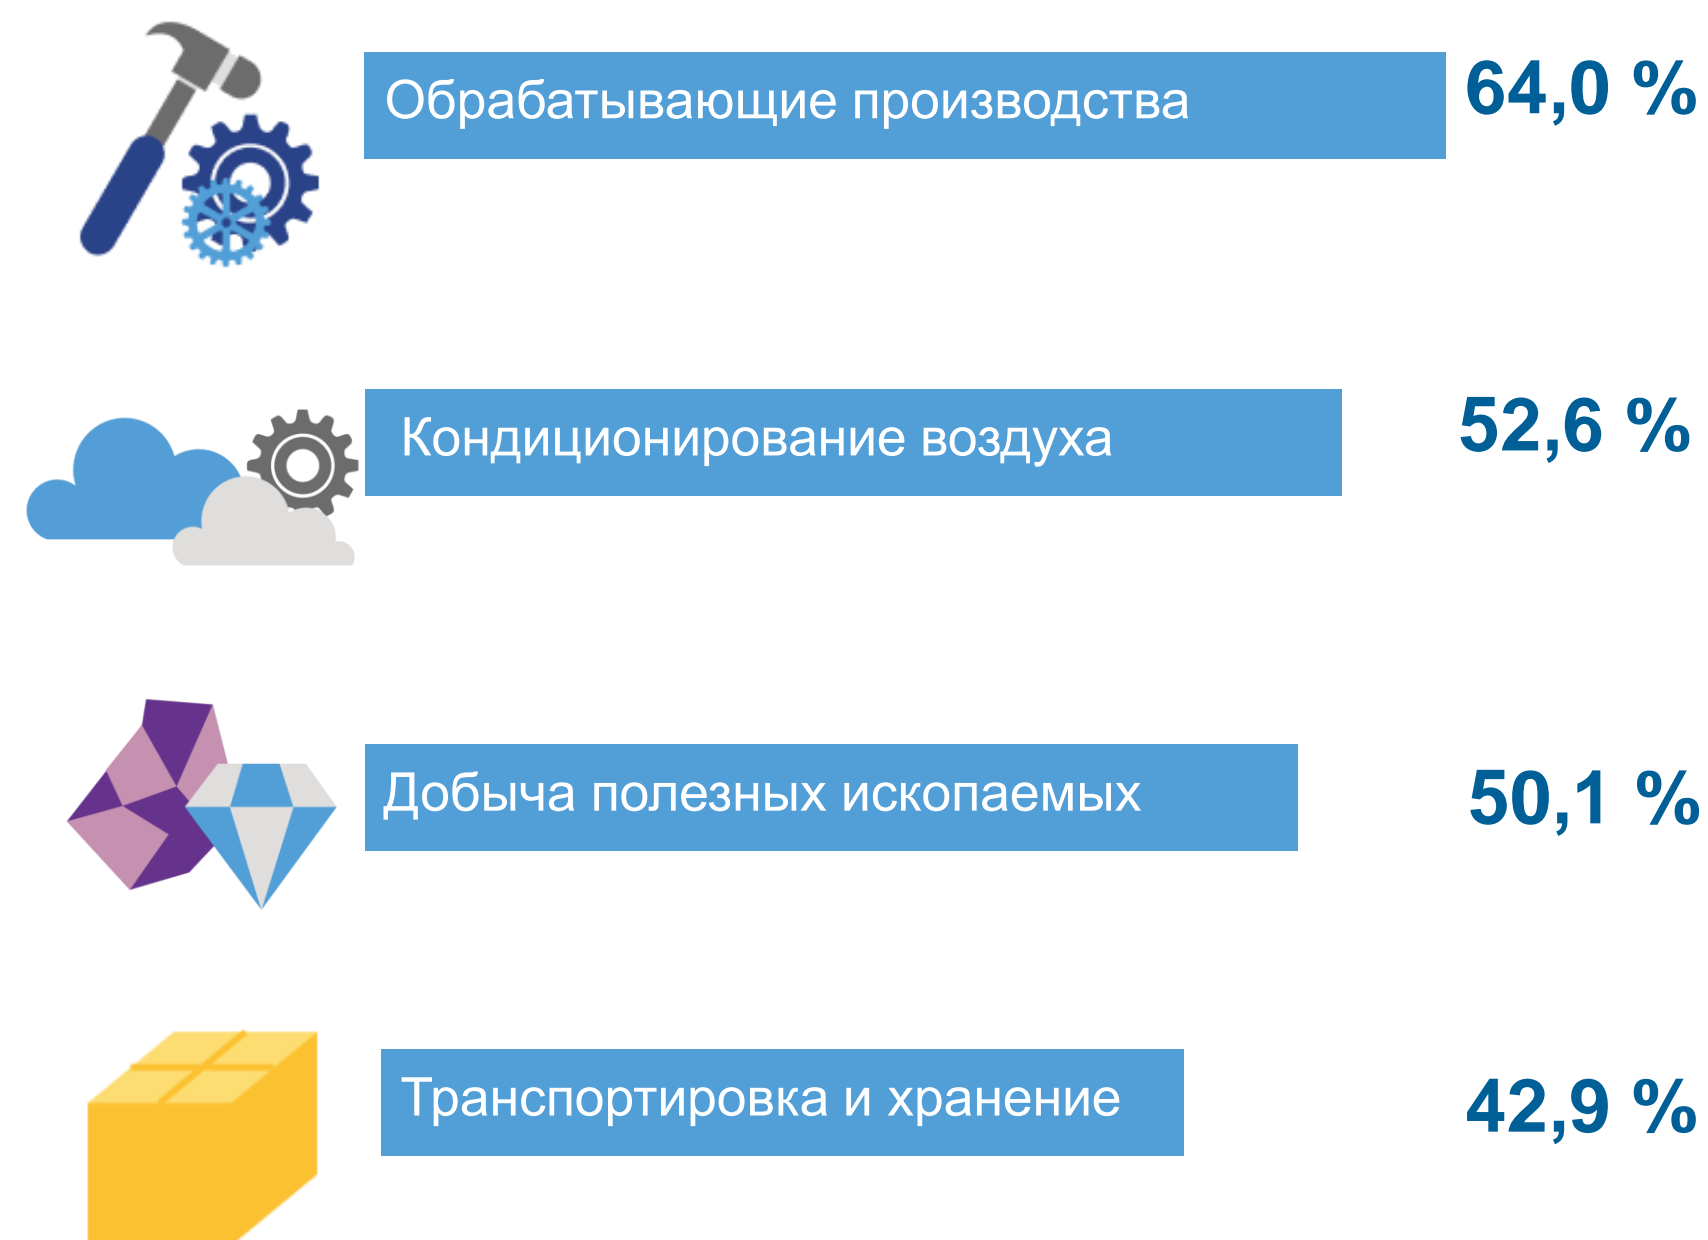 Обрабатывающие производства 64,0 %
Кондиционирование воздуха 52,6 %
Добыча полезных ископаемых 50,1 %
Транспортировка и хранение 42,9 %